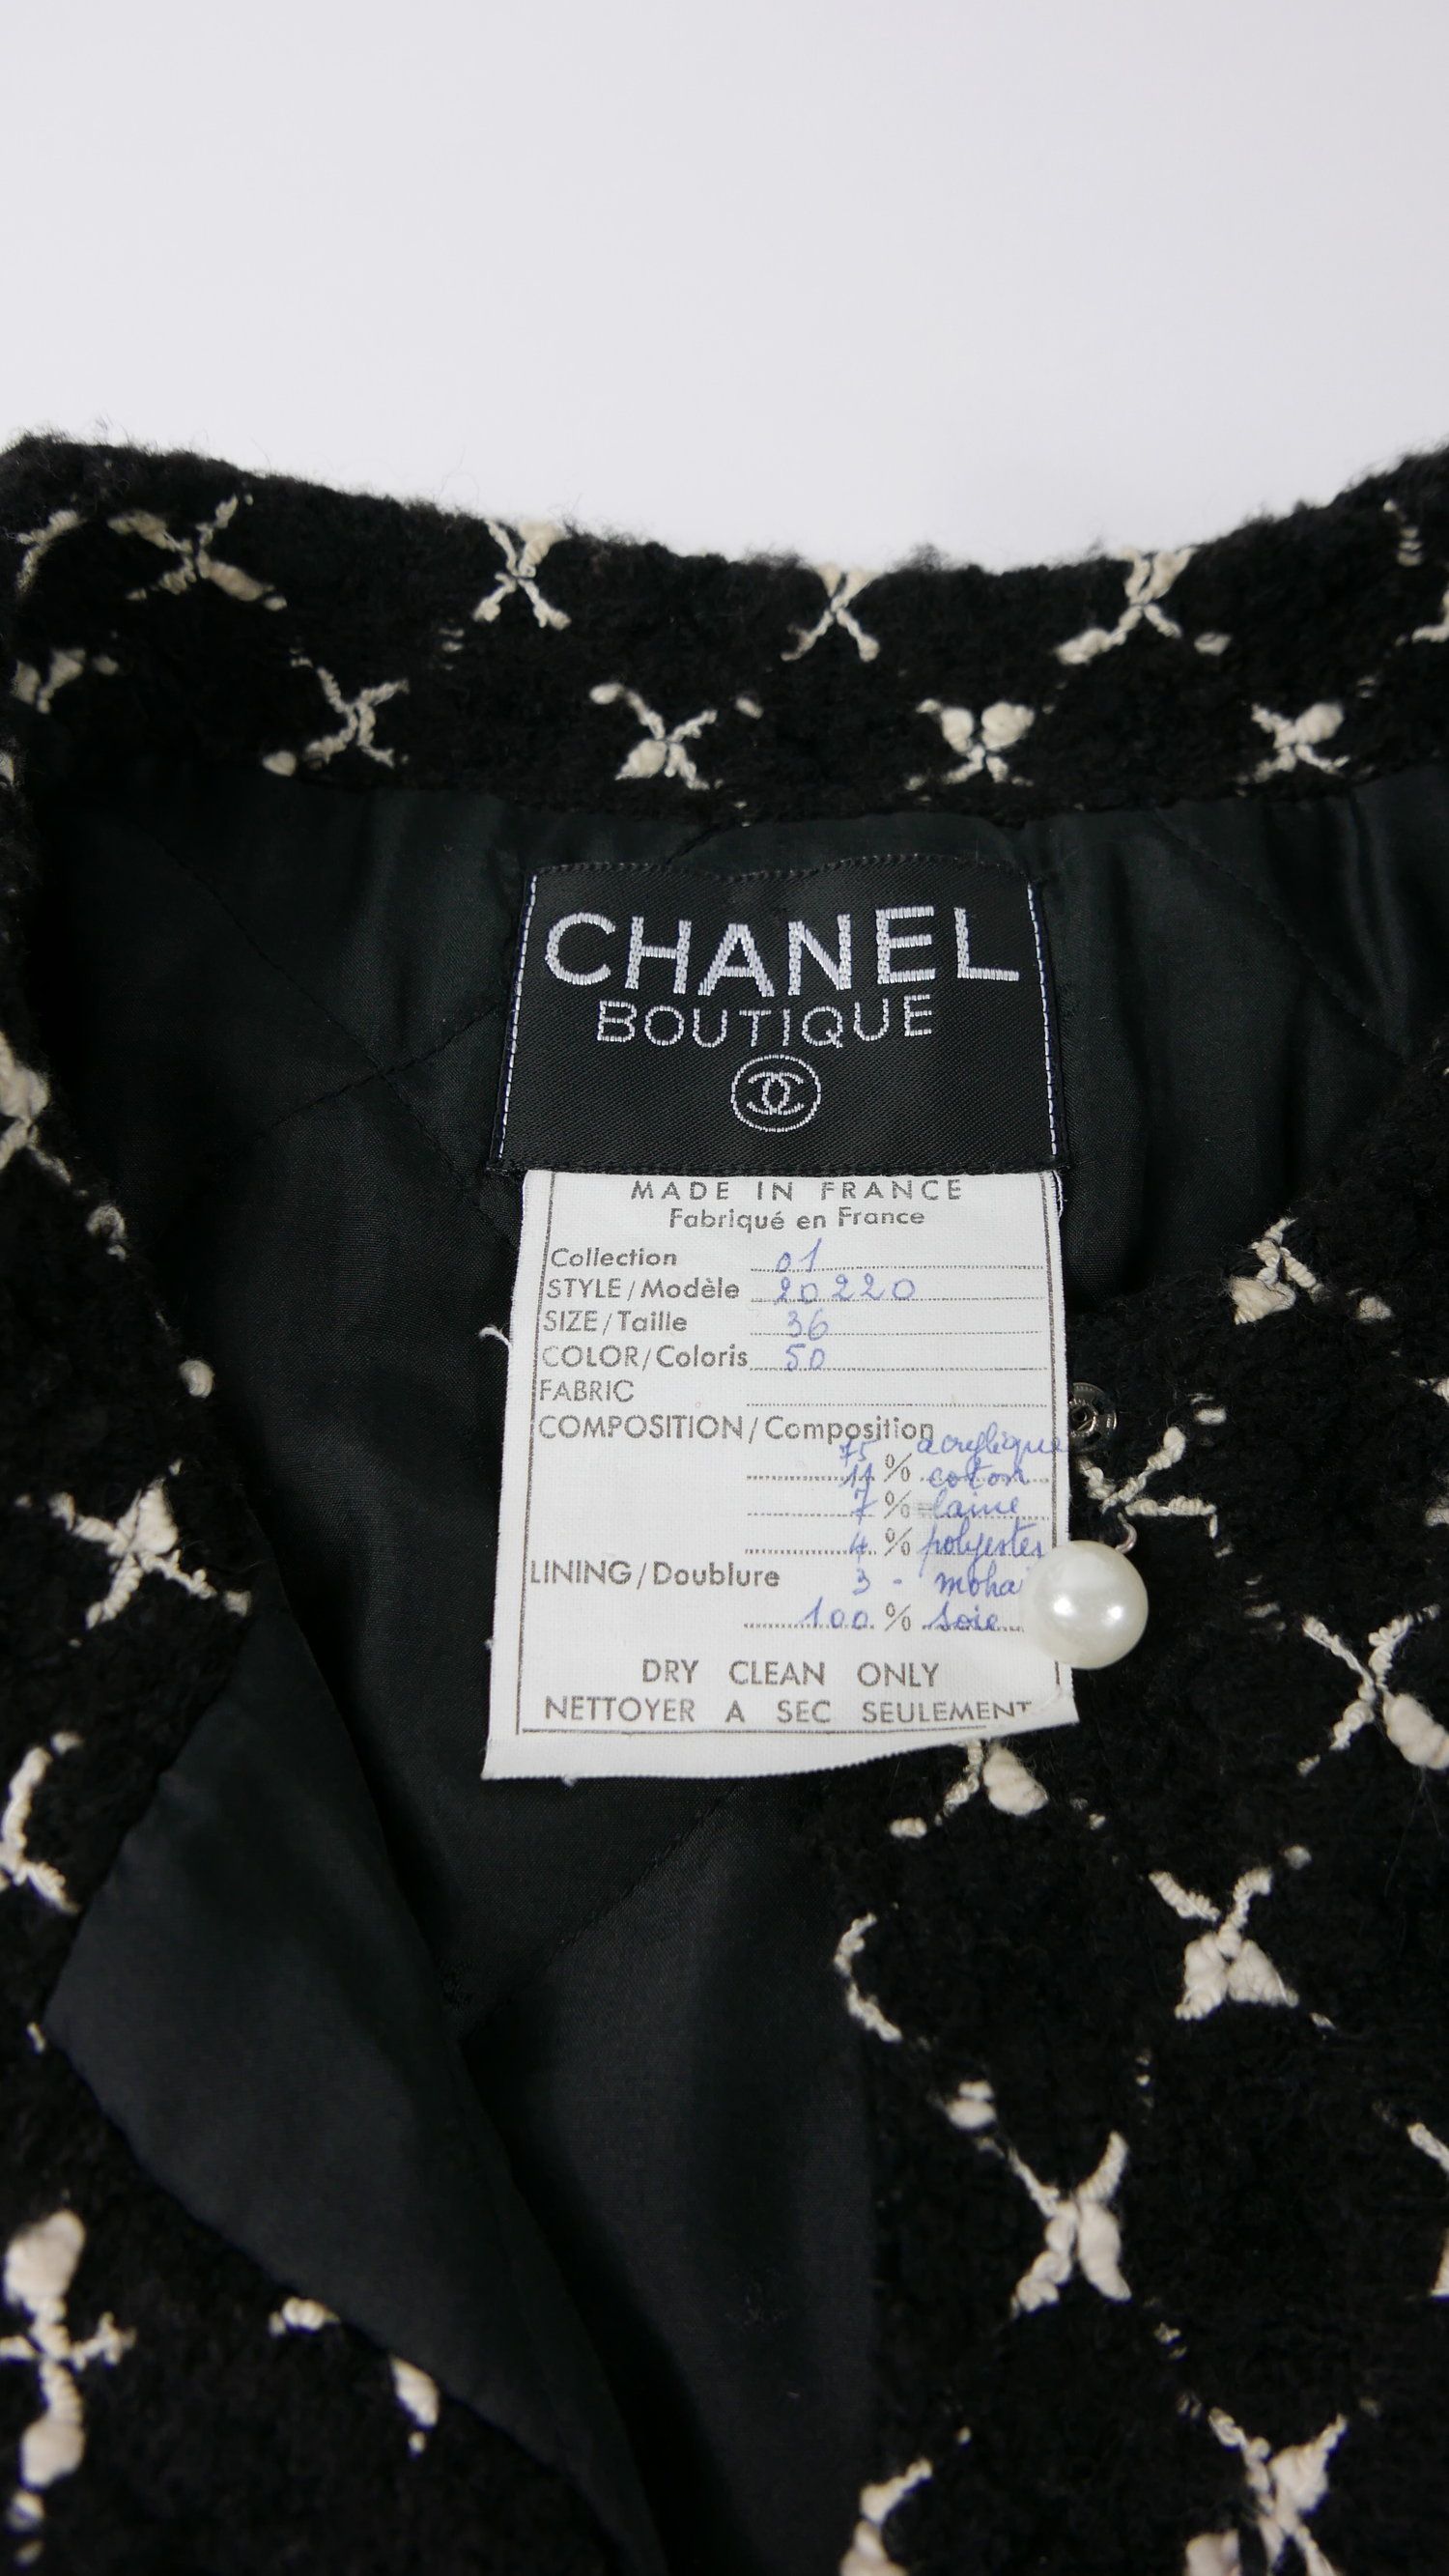 CHANEL
BOUTIQUE
MADE IN FRANCE
Fabriqué en France
Collection 01
STYLE/Modèle 20220
SIZE/Taille 36
COLOR/Coloris 50
FABRIC
COMPOSITION/Composition
75 acrylique
11 % coton
7 % laine
4 % polyester
LINING/Doublure 3 - moha
100 % soie
DRY CLEAN ONLY
NETTOYER A SEC SEULEMENT